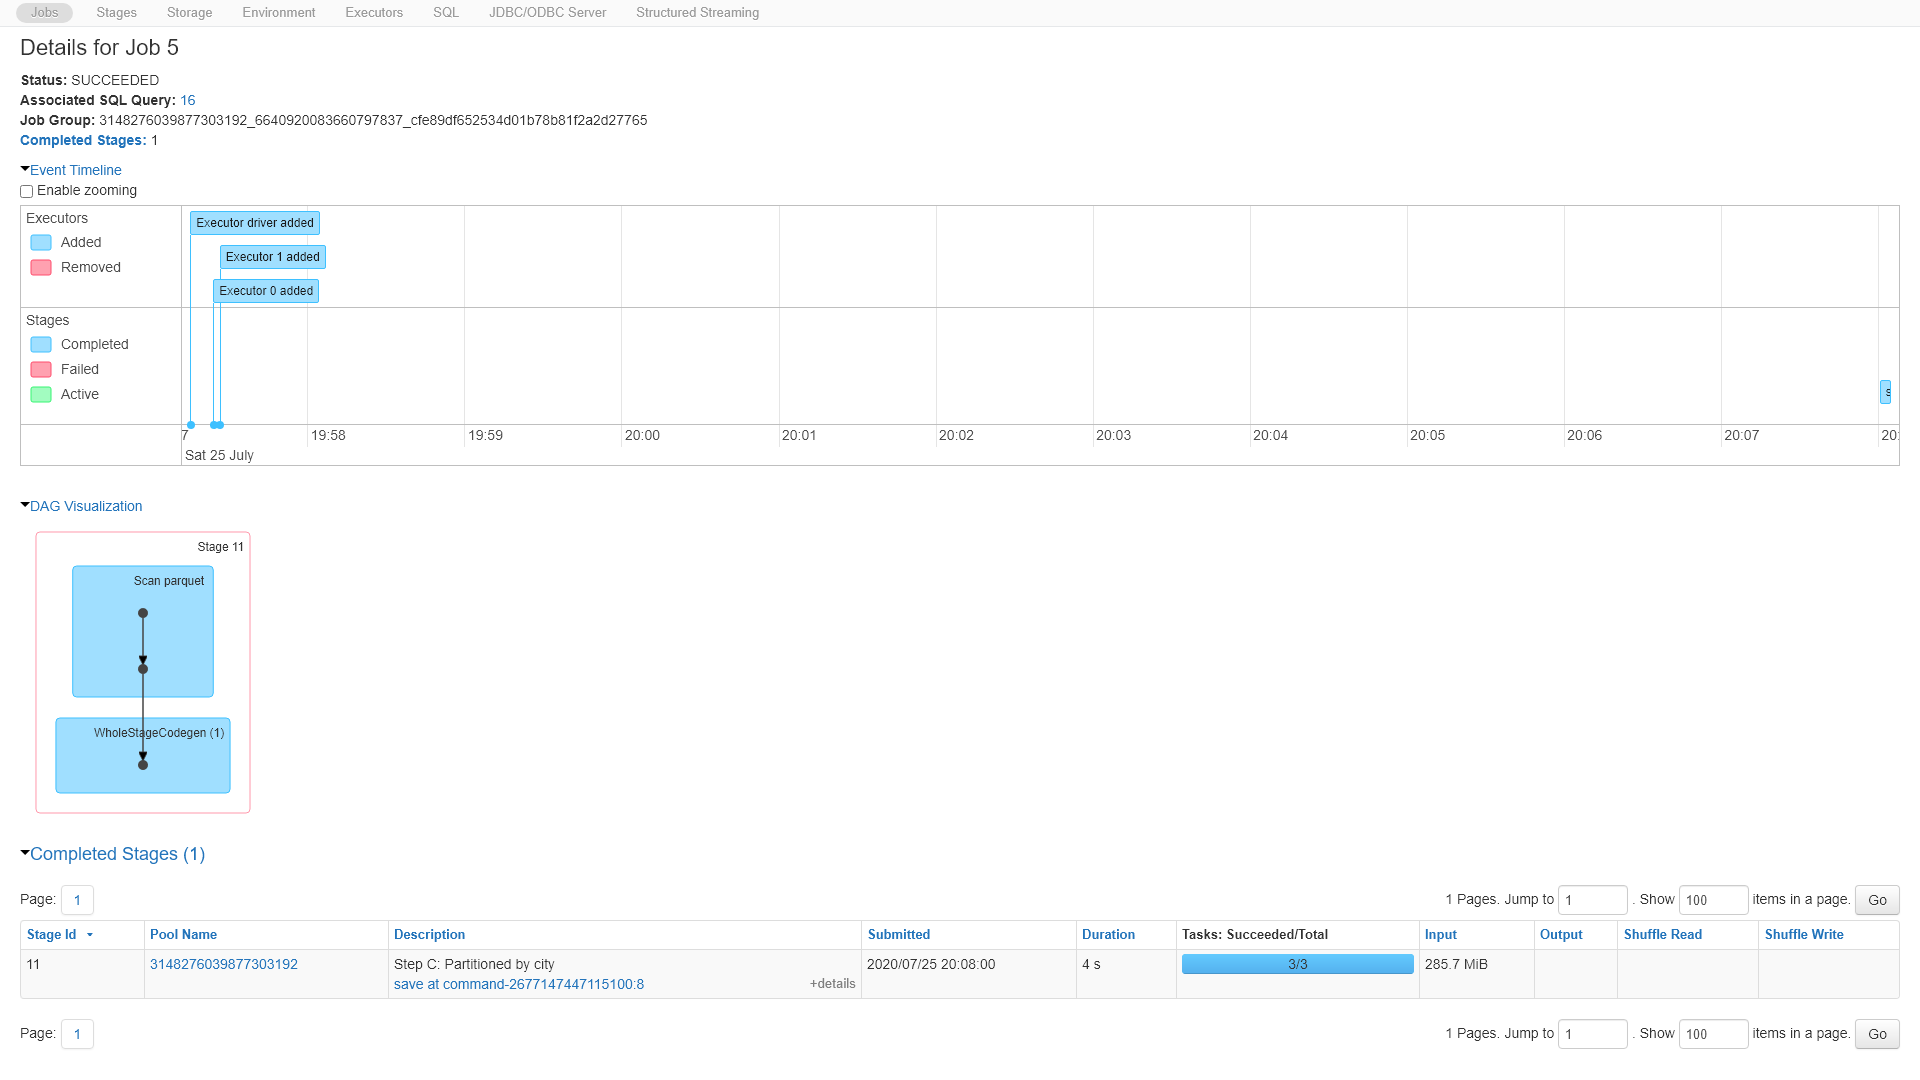 Jobs Stages Storage Environment Executors SQL JDBC/ODBC Server Structured Streaming
Details for Job 5
Status: SUCCEEDED
Associated SQL Query: 16
Job Group: 3148276039877303192_6640920083660797837_cfe89df652534d01b78b81f2a2d27765
Completed Stages: 1
Event Timeline
Enable zooming
Executors
Added
Removed
Executor driver added
Executor 1 added
Executor 0 added
Stages
Completed
Failed
Active
s
7 19:58 19:59 20:00 20:01 20:02 20:03 20:04 20:05 20:06 20:07 20:
Sat 25 July
DAG Visualization
Stage 11
Scan parquet
WholeStageCodegen (1)
Completed Stages (1)
Page: 1 1 Pages. Jump to 1 . Show 100 items in a page. Go
Stage Id Pool Name Description Submitted Duration Tasks: Succeeded/Total Input Output Shuffle Read Shuffle Write
11 3148276039877303192 Step C: Partitioned by city 2020/07/25 20:08:00 4 s 3/3 285.7 MiB
save at command-2677147447115100:8 +details
Page: 1 1 Pages. Jump to 1 . Show 100 items in a page. Go